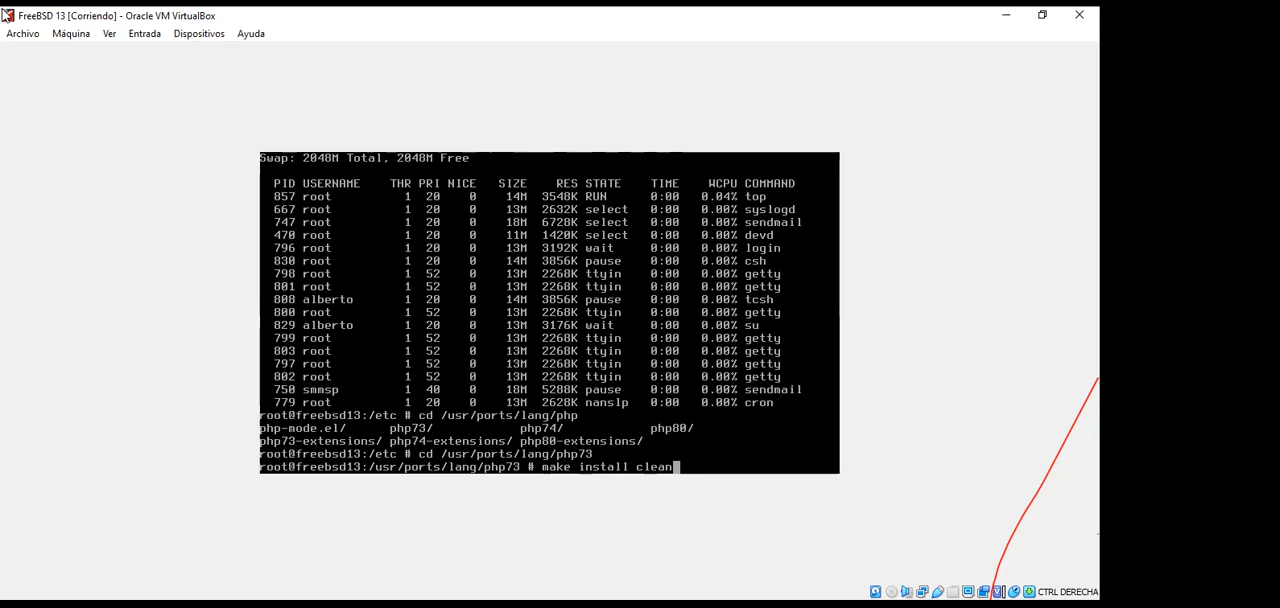 FreeBSD 13 [Corriendo] - Oracle VM VirtualBox
Archivo Máquina Ver Entrada Dispositivos Ayuda
Swap: 2048M Total, 2048M Free
PID USERNAME THR PRI NICE SIZE RES STATE TIME WCPU COMMAND
857 root 1 20 0 14M 3548K RUN 0:00 0.04% top
667 root 1 20 0 13M 2632K select 0:00 0.00% syslogd
747 root 1 20 0 18M 6728K select 0:00 0.00% sendmail
470 root 1 20 0 11M 1420K select 0:00 0.00% devd
796 root 1 20 0 13M 3192K wait 0:00 0.00% login
830 root 1 20 0 14M 3856K pause 0:00 0.00% csh
798 root 1 52 0 13M 2268K ttyin 0:00 0.00% getty
801 root 1 52 0 13M 2268K ttyin 0:00 0.00% getty
808 alberto 1 20 0 14M 3856K pause 0:00 0.00% tcsh
800 root 1 52 0 13M 2268K ttyin 0:00 0.00% getty
829 alberto 1 20 0 13M 3176K wait 0:00 0.00% su
799 root 1 52 0 13M 2268K ttyin 0:00 0.00% getty
803 root 1 52 0 13M 2268K ttyin 0:00 0.00% getty
797 root 1 52 0 13M 2268K ttyin 0:00 0.00% getty
802 root 1 52 0 13M 2268K ttyin 0:00 0.00% getty
750 smmsp 1 40 0 18M 5288K pause 0:00 0.00% sendmail
779 root 1 20 0 13M 2628K nanslp 0:00 0.00% cron
root@freebsd13:/etc # cd /usr/ports/lang/php
php-mode.el/ php73/ php74/ php80/
php73-extensions/ php74-extensions/ php80-extensions/
root@freebsd13:/etc # cd /usr/ports/lang/php73
root@freebsd13:/usr/ports/lang/php73 # make install clean
CTRL DERECHA